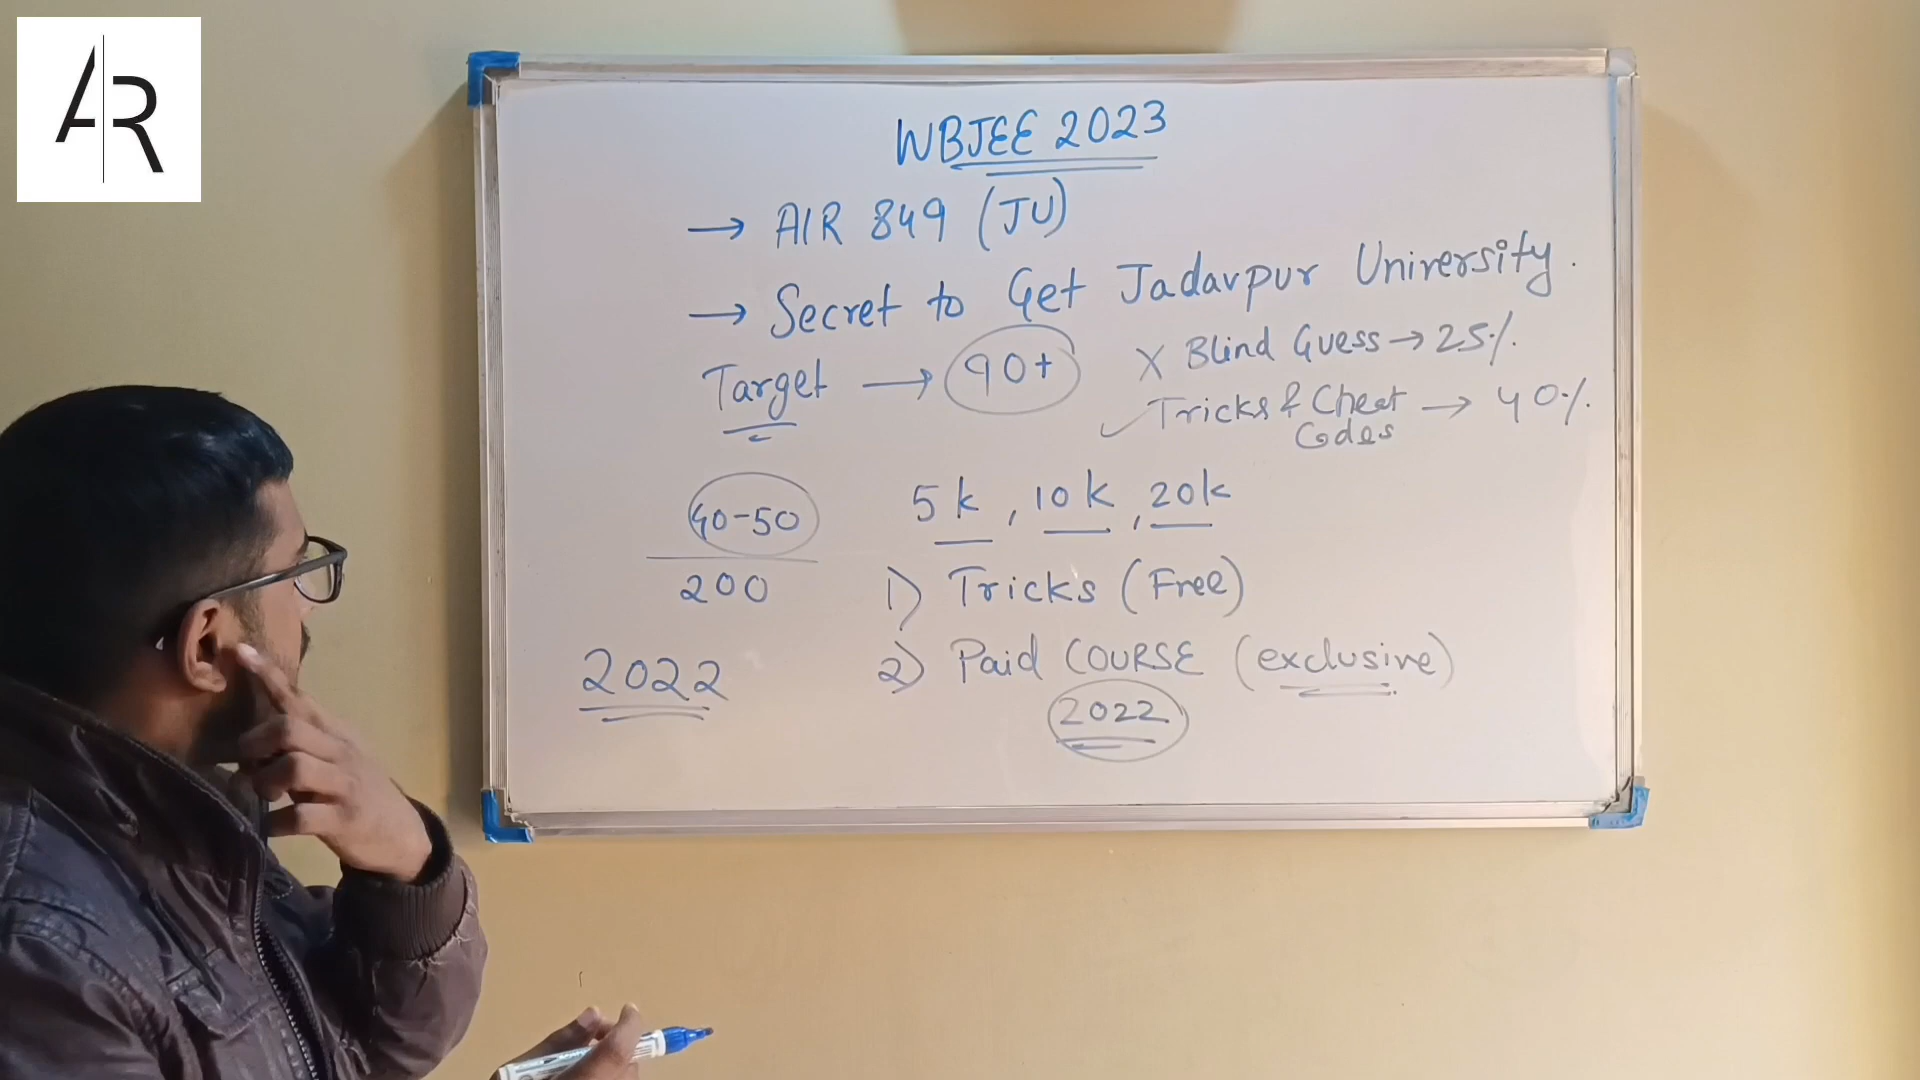 AR
WBJEE 2023
→ AIR 849 (JU)
→ Secret to Get Jadavpur University.
Target → 90+
X Blind Guess → 25%
✓ Tricks & Cheat Codes → 40%
40-50
200
5k, 10k, 20k
1) Tricks (Free)
2) Paid COURSE (exclusive)
2022
2022